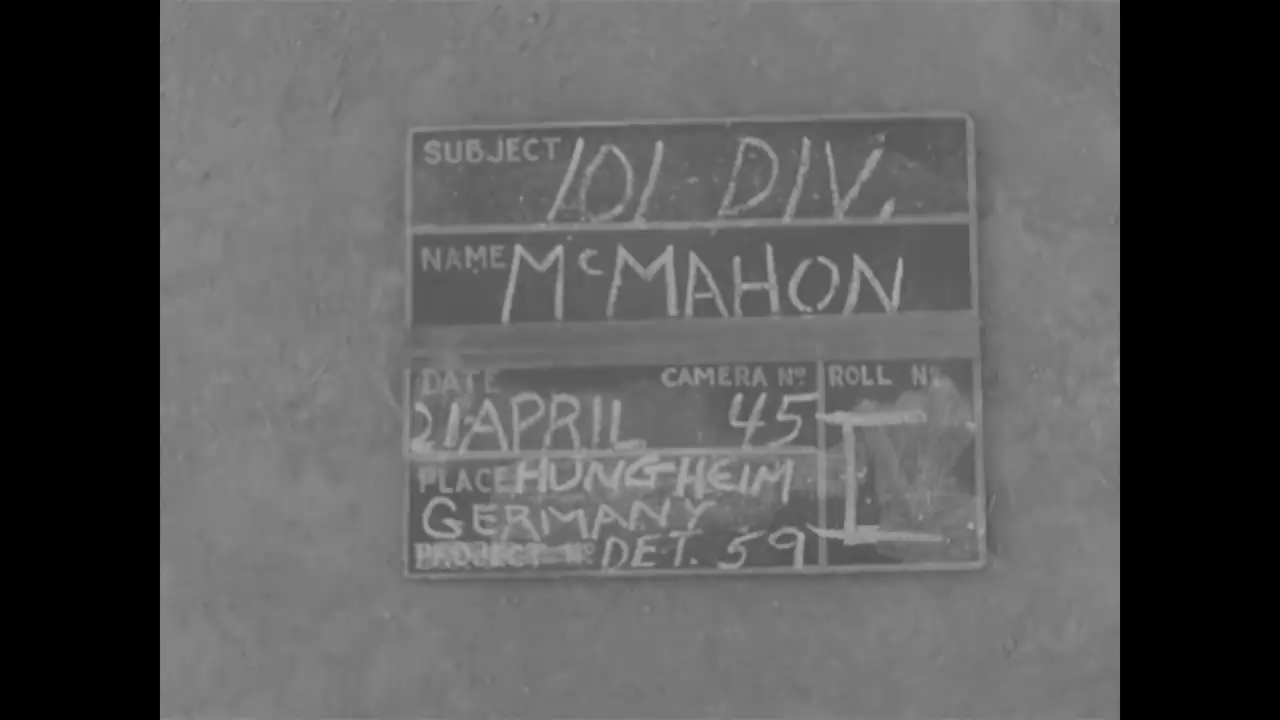 SUBJECT 101 DIV.
NAME McMAHON
DATE CAMERA Nº ROLL Nº
21 APRIL 45 I
PLACE HUNGHEIM
GERMANY
PROJECT Nº DET. 59